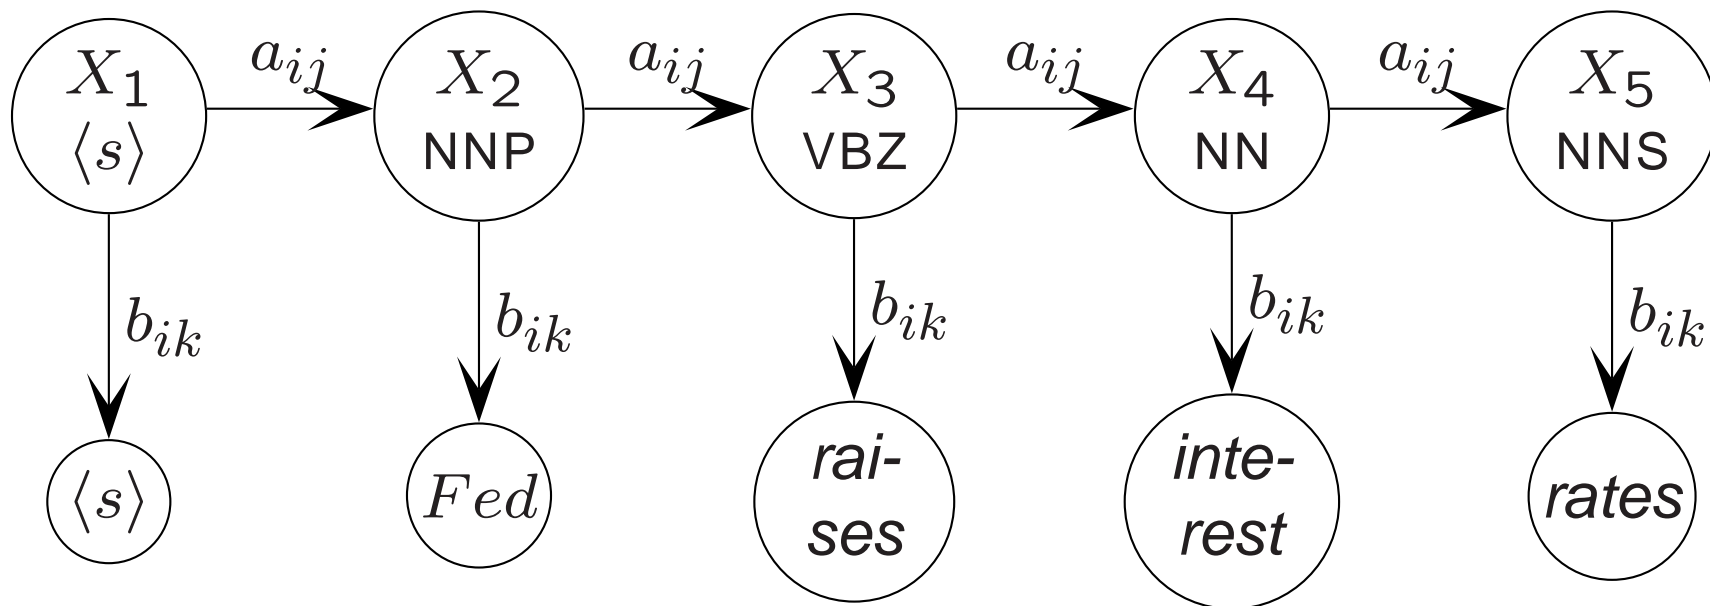 X₁ a_ij X₂ a_ij X₃ a_ij X₄ a_ij X₅
⟨s⟩ NNP VBZ NN NNS
b_ik b_ik b_ik b_ik b_ik
⟨s⟩ Fed rai- inte- rates
ses rest